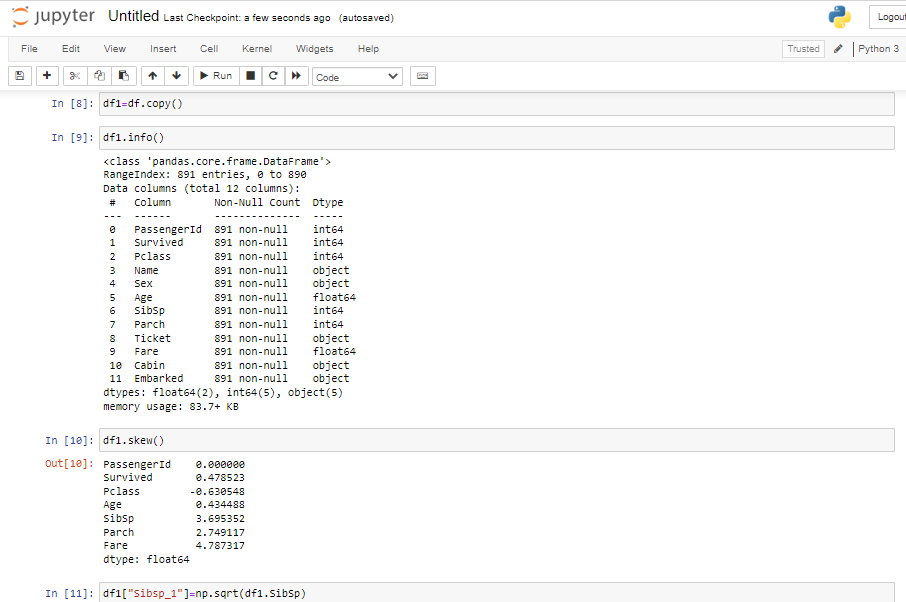 jupyter Untitled Last Checkpoint: a few seconds ago (autosaved)
Logout
File Edit View Insert Cell Kernel Widgets Help Trusted Python 3
Run Code
In [8]: df1=df.copy()
In [9]: df1.info()
<class 'pandas.core.frame.DataFrame'>
RangeIndex: 891 entries, 0 to 890
Data columns (total 12 columns):
# Column Non-Null Count Dtype
--- ------ -------------- -----
0 PassengerId 891 non-null int64
1 Survived 891 non-null int64
2 Pclass 891 non-null int64
3 Name 891 non-null object
4 Sex 891 non-null object
5 Age 891 non-null float64
6 SibSp 891 non-null int64
7 Parch 891 non-null int64
8 Ticket 891 non-null object
9 Fare 891 non-null float64
10 Cabin 891 non-null object
11 Embarked 891 non-null object
dtypes: float64(2), int64(5), object(5)
memory usage: 83.7+ KB
In [10]: df1.skew()
Out[10]: PassengerId 0.000000
Survived 0.478523
Pclass -0.630548
Age 0.434488
SibSp 3.695352
Parch 2.749117
Fare 4.787317
dtype: float64
In [11]: df1["Sibsp_1"]=np.sqrt(df1.SibSp)